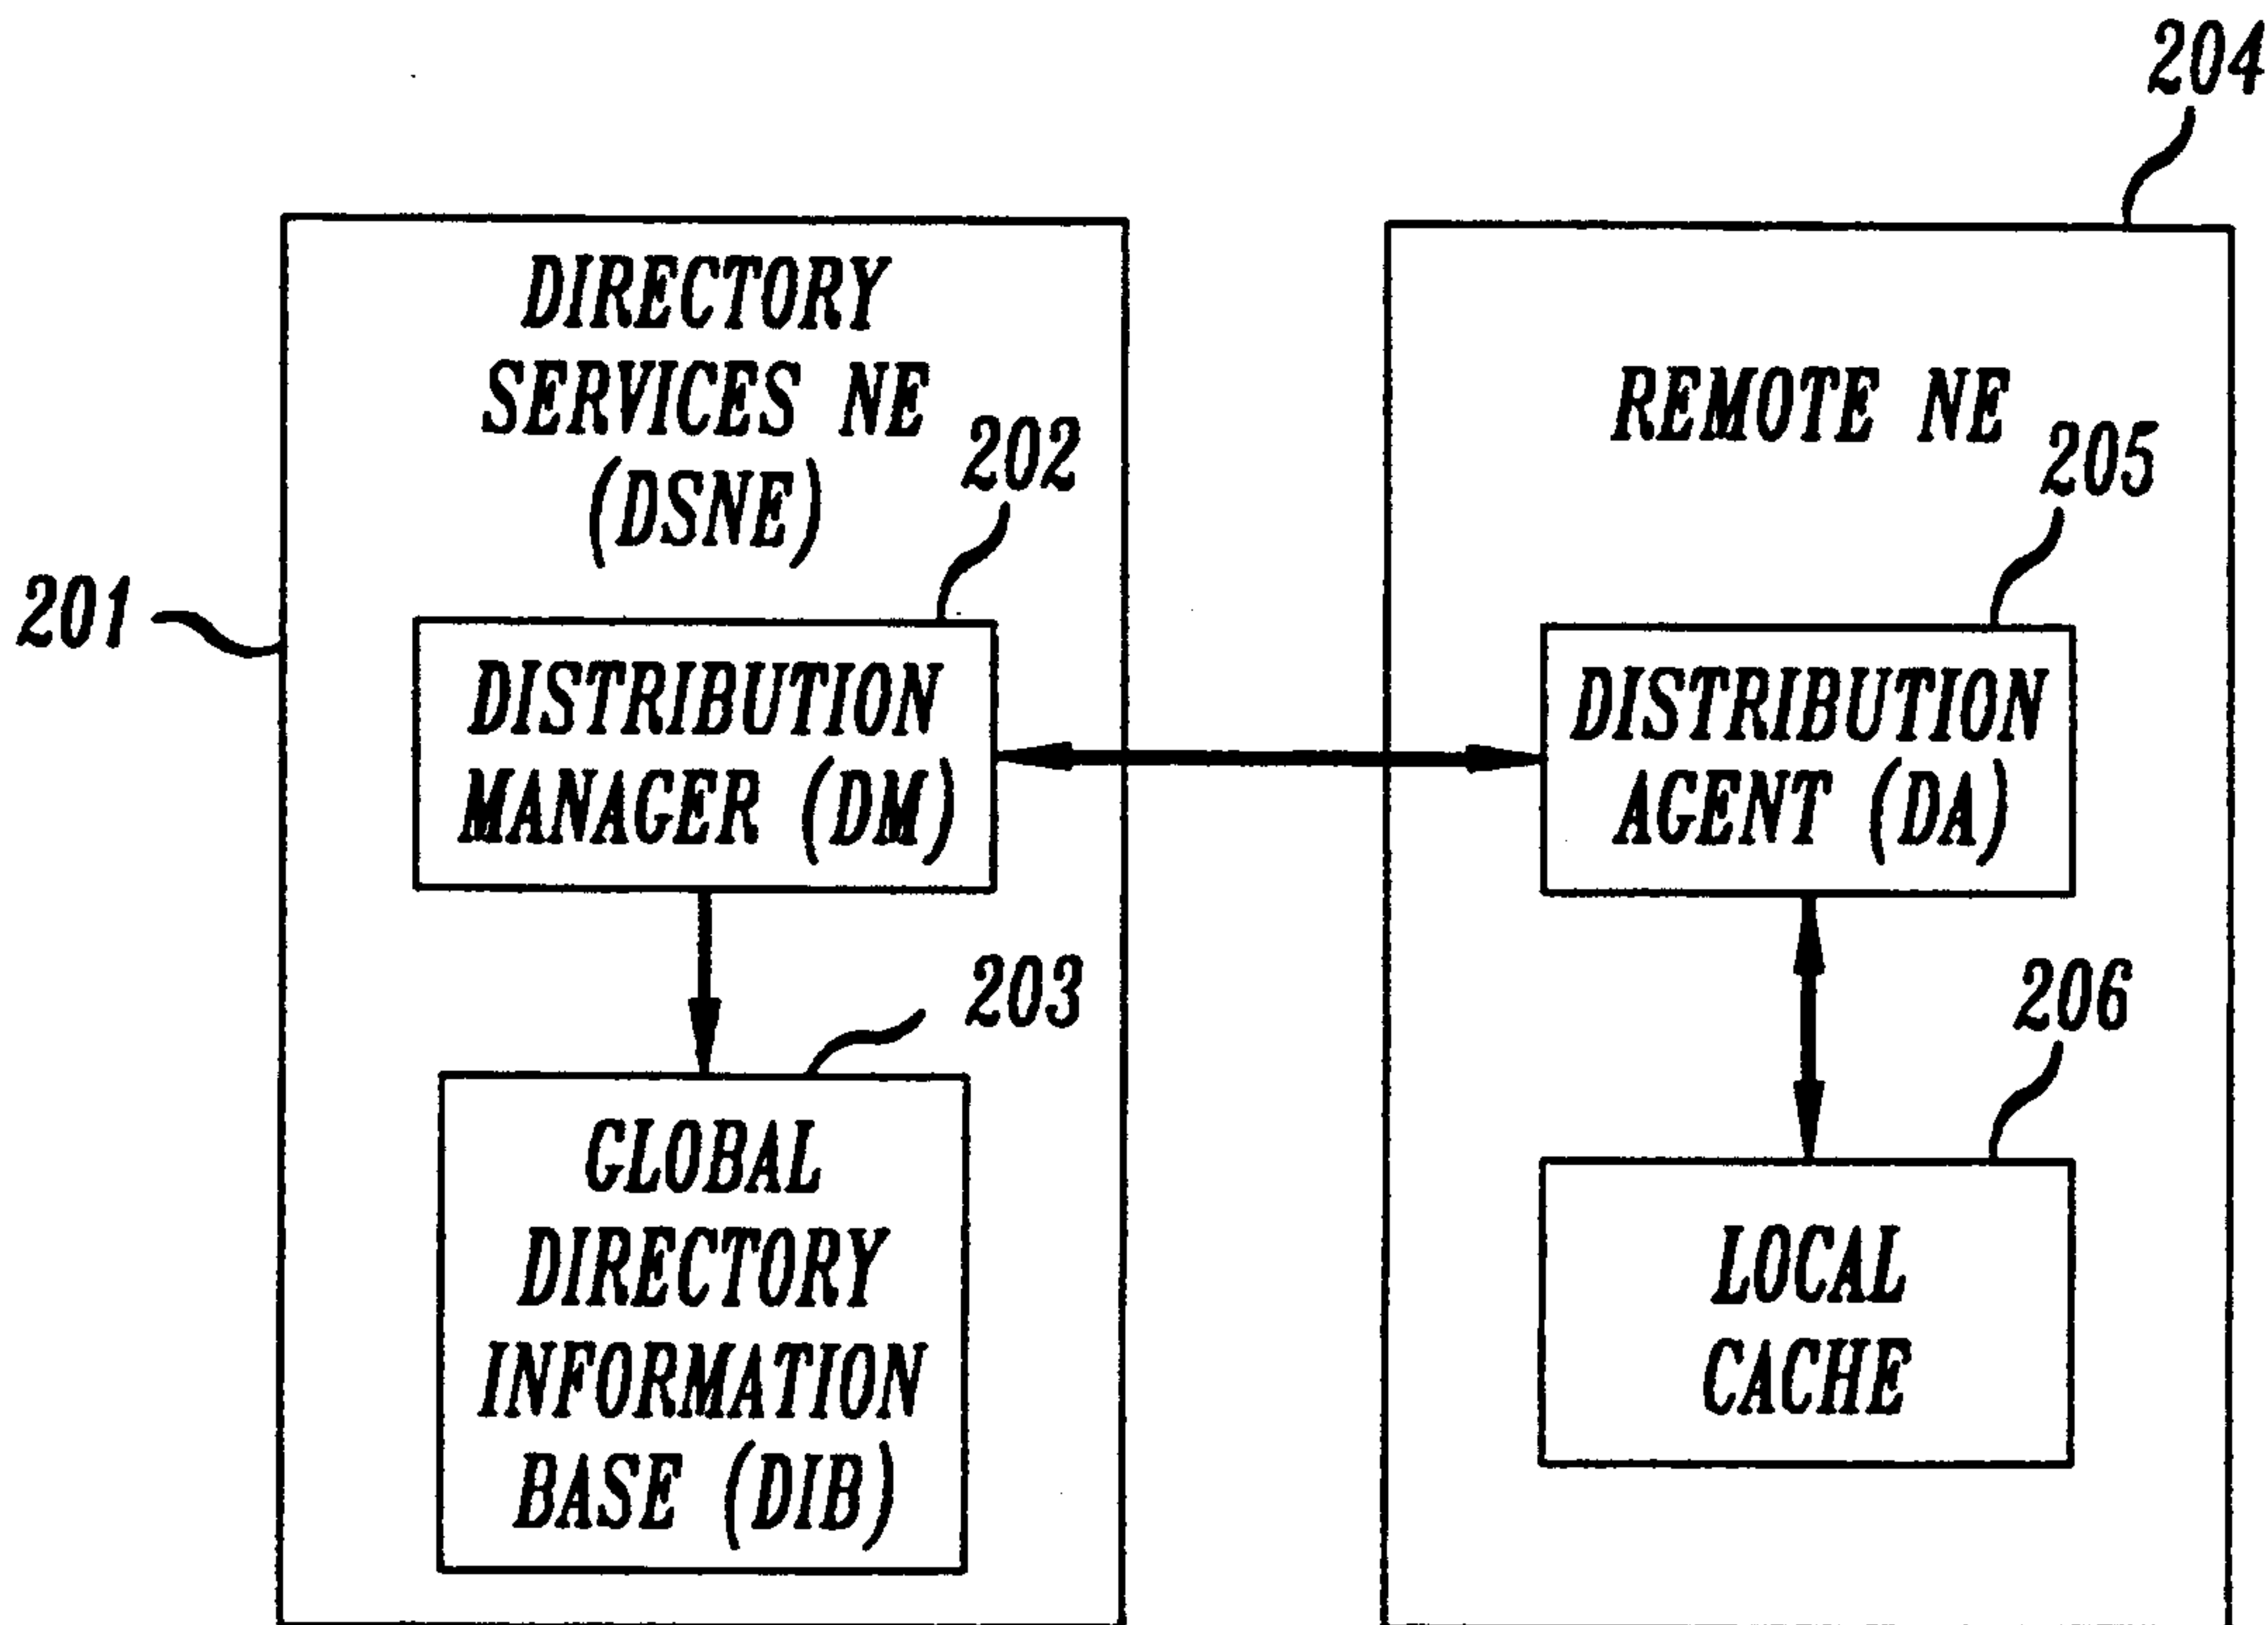 204
DIRECTORY
SERVICES NE
(DSNE)
201
202
DISTRIBUTION
MANAGER (DM)
203
GLOBAL
DIRECTORY
INFORMATION
BASE (DIB)
REMOTE NE
205
DISTRIBUTION
AGENT (DA)
206
LOCAL
CACHE